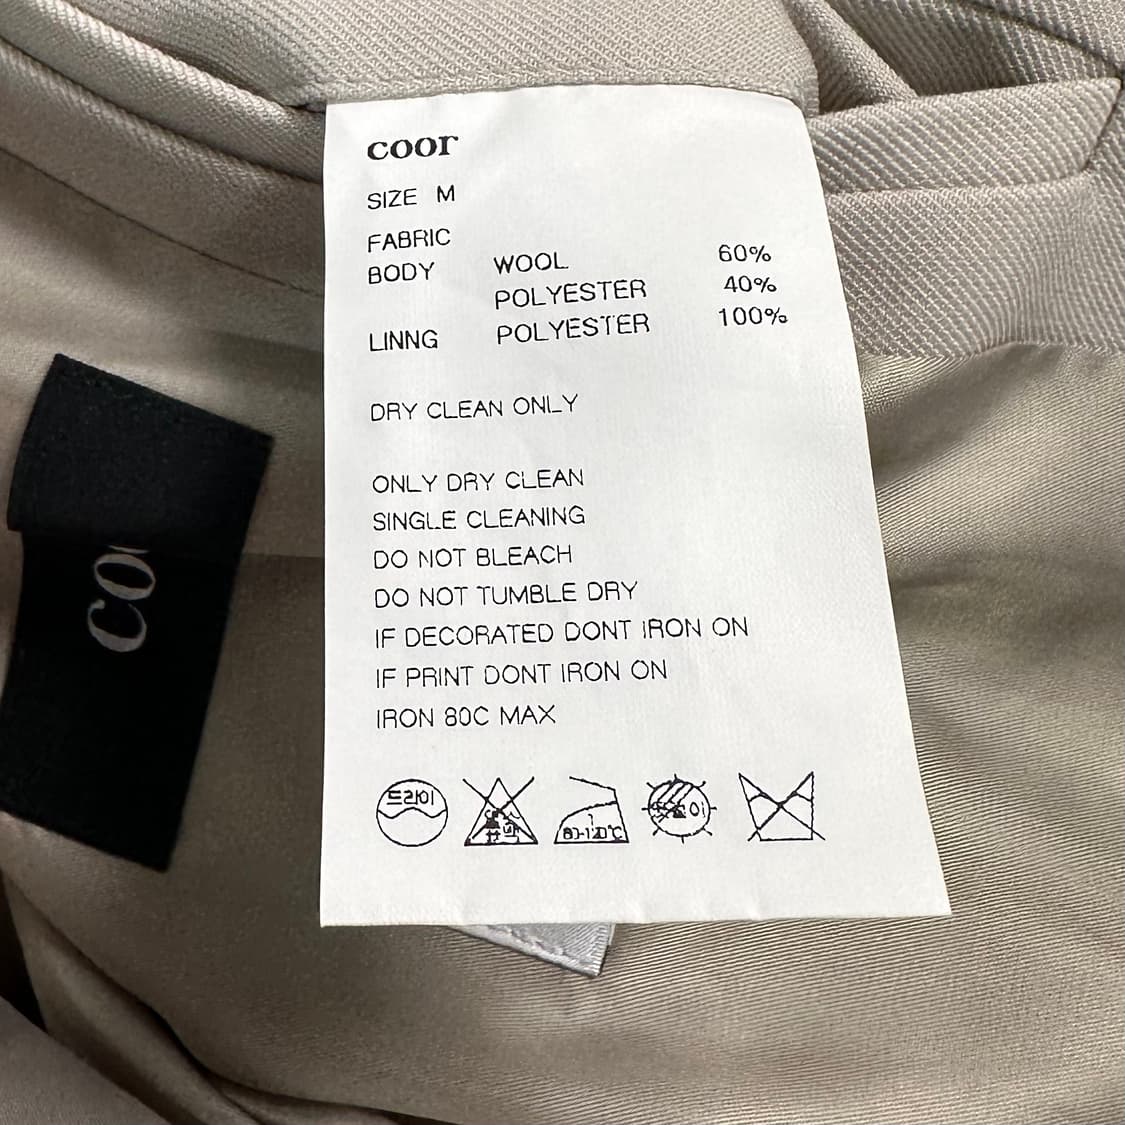 coor
SIZE M
FABRIC
BODY WOOL 60%
POLYESTER 40%
LINNG POLYESTER 100%
DRY CLEAN ONLY
ONLY DRY CLEAN
SINGLE CLEANING
DO NOT BLEACH
DO NOT TUMBLE DRY
IF DECORATED DONT IRON ON
IF PRINT DONT IRON ON
IRON 80C MAX
드라이
CO